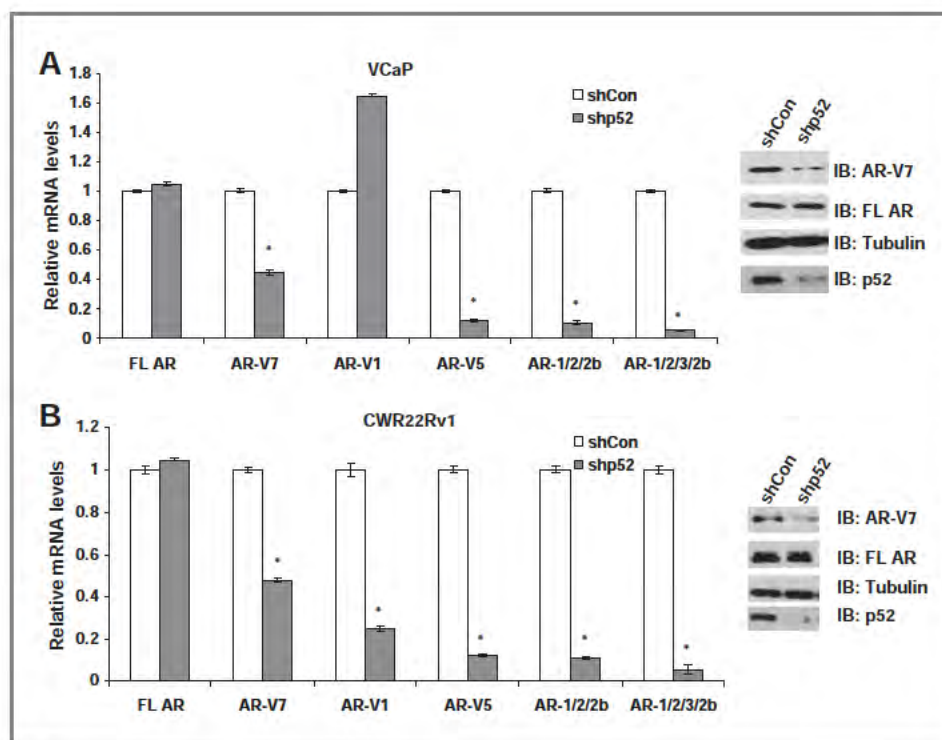 A
VCaP
Relative mRNA levels
1.8
1.6
1.4
1.2
1
0.8
0.6
0.4
0.2
0
shCon
shp52
*
*
*
*
FL AR AR-V7 AR-V1 AR-V5 AR-1/2/2b AR-1/2/3/2b
shCon shp52
IB: AR-V7
IB: FL AR
IB: Tubulin
IB: p52
B
CWR22Rv1
Relative mRNA levels
1.2
1
0.8
0.6
0.4
0.2
0
shCon
shp52
*
*
*
*
*
FL AR AR-V7 AR-V1 AR-V5 AR-1/2/2b AR-1/2/3/2b
shCon shp52
IB: AR-V7
IB: FL AR
IB: Tubulin
IB: p52